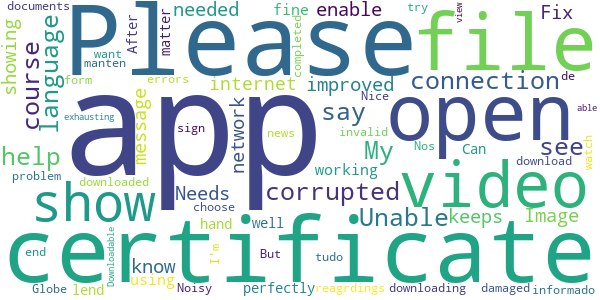 documents
Please
needed
enable
fine
try
view
Fix
file
showing
course
language
After
matter
completed
want
manten
form
errors
internet
improved
connection
de
exhausting
app
message
network
say
open
see
able
sign
Nice
news
invalid
My
Nos
Can
watch
help
working
download
problem
downloaded
Needs
corrupted
video
choose
show
hand
well
Unable
keeps
Image
certificate
Downloadable
I'm
But
tudo
end
know
perfectly
Globe
lend
using
Noisy
reagrdings
downloading
damaged
informado